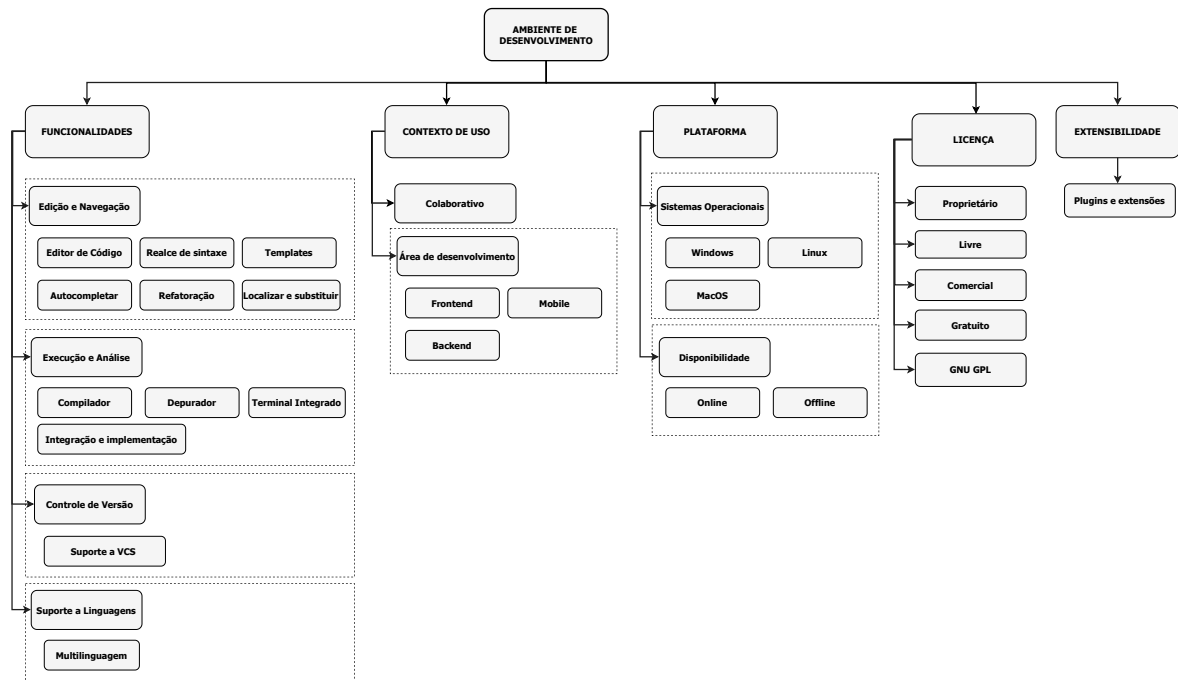 AMBIENTE DE
DESENVOLVIMENTO
FUNCIONALIDADES
CONTEXTO DE USO
PLATAFORMA
LICENÇA
EXTENSIBILIDADE
Edição e Navegação
Editor de Código
Realce de sintaxe
Templates
Autocompletar
Refatoração
Localizar e substituir
Execução e Análise
Compilador
Depurador
Terminal Integrado
Integração e implementação
Controle de Versão
Suporte a VCS
Suporte a Linguagens
Multilinguagem
Colaborativo
Área de desenvolvimento
Frontend
Mobile
Backend
Sistemas Operacionais
Windows
Linux
MacOS
Disponibilidade
Online
Offline
Proprietário
Livre
Comercial
Gratuito
GNU GPL
Plugins e extensões